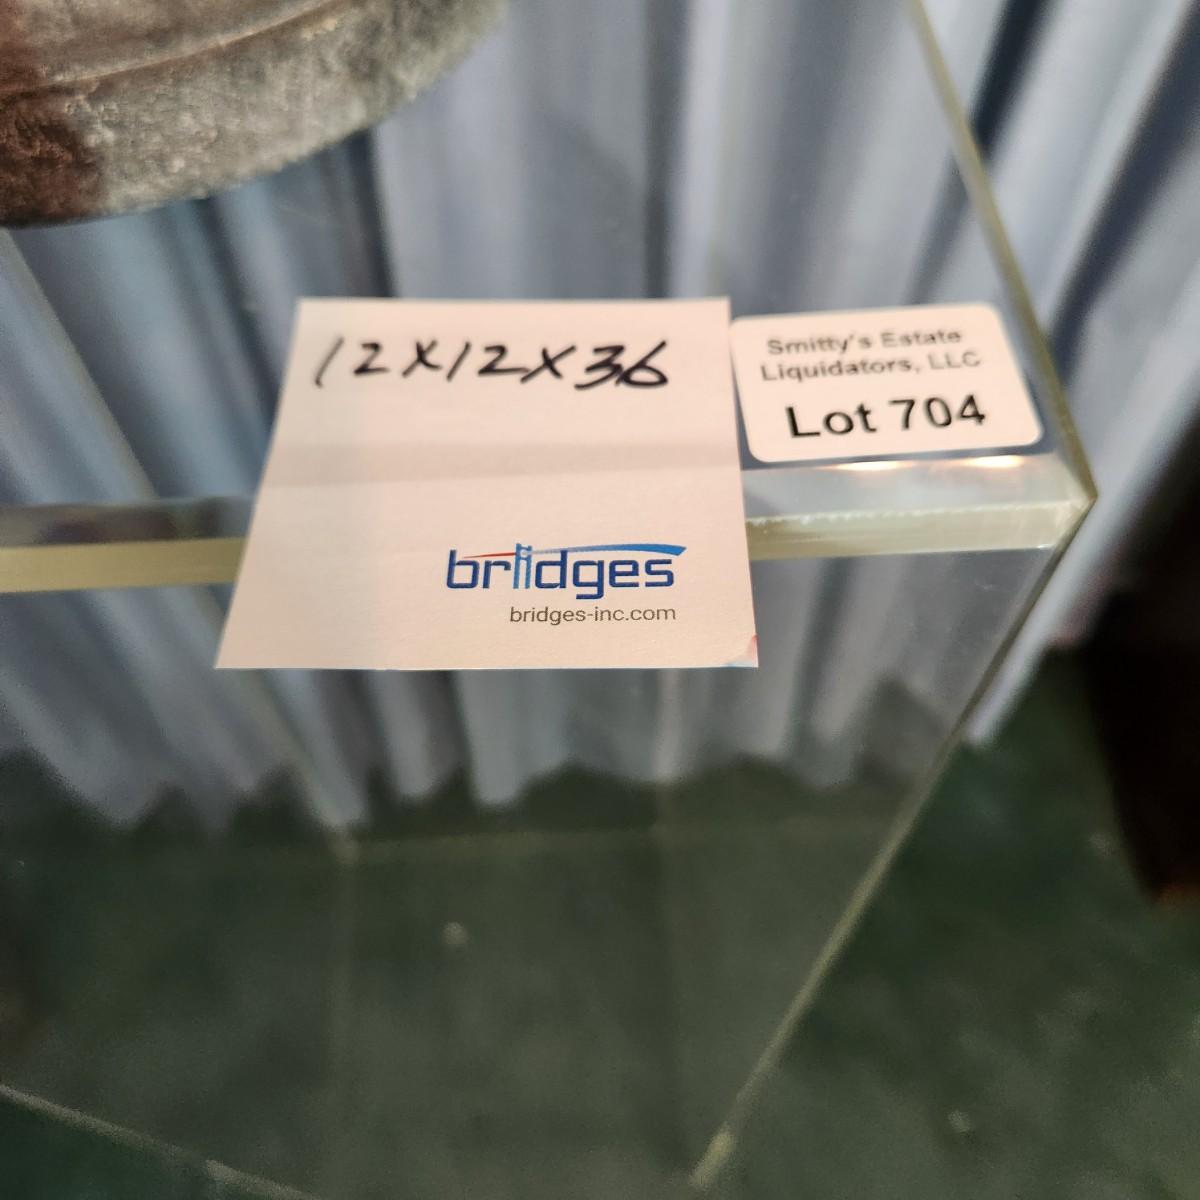 12x12x36
bridges
bridges-inc.com
Smitty's Estate
Liquidators, LLC
Lot 704